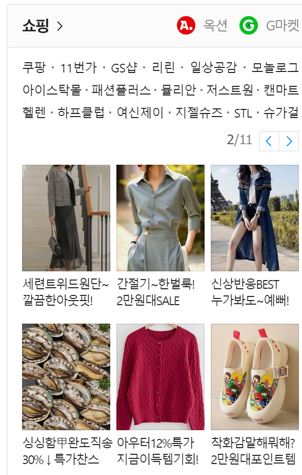 쇼핑 >
A. 옥션 G G마켓
쿠팡 · 11번가 · GS샵 · 리린 · 일상공감 · 모놀로그
아이스탁몰 · 패션플러스 · 뮬리안 · 저스트원 · 캔마트
헬렌 · 하프클럽 · 여신제이 · 지젤슈즈 · STL · 슈가걸
2/11 < >
세련트위드원단~
깔끔한아웃핏!
간절기~한벌룩!
2만원대SALE
신상반응BEST
누가봐도~예뻐!
싱싱함甲완도직송
30%↓특가찬스
아우터12%특가
지금이득템기회!
착화감말해뭐해?
2만원대포인트템